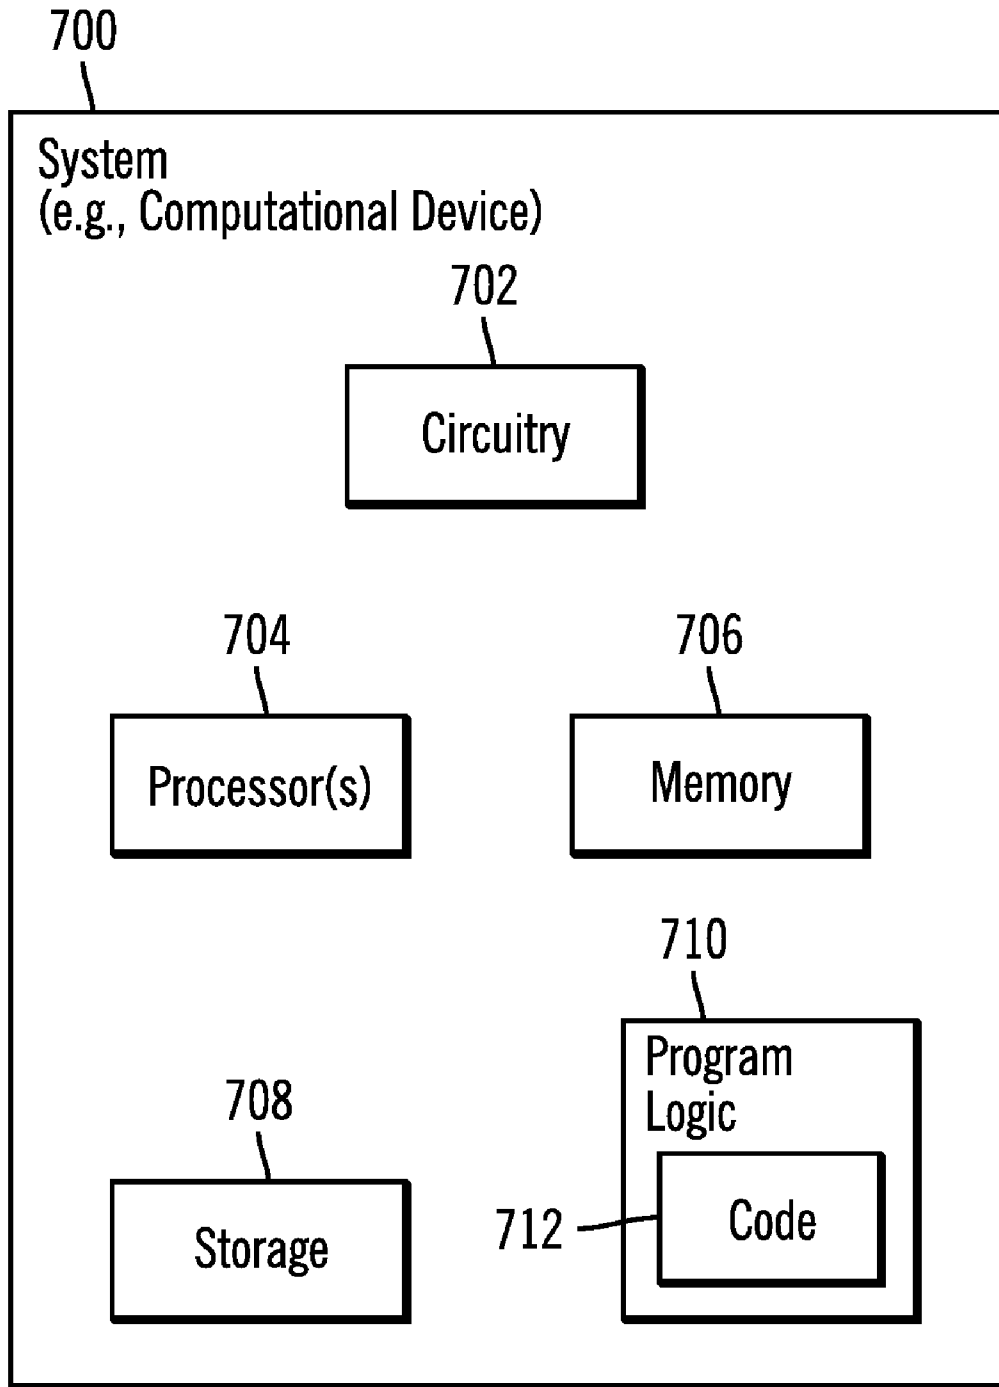 700
System
(e.g., Computational Device)
702
Circuitry
704
706
Processor(s)
Memory
710
Program
Logic
708
712
Code
Storage